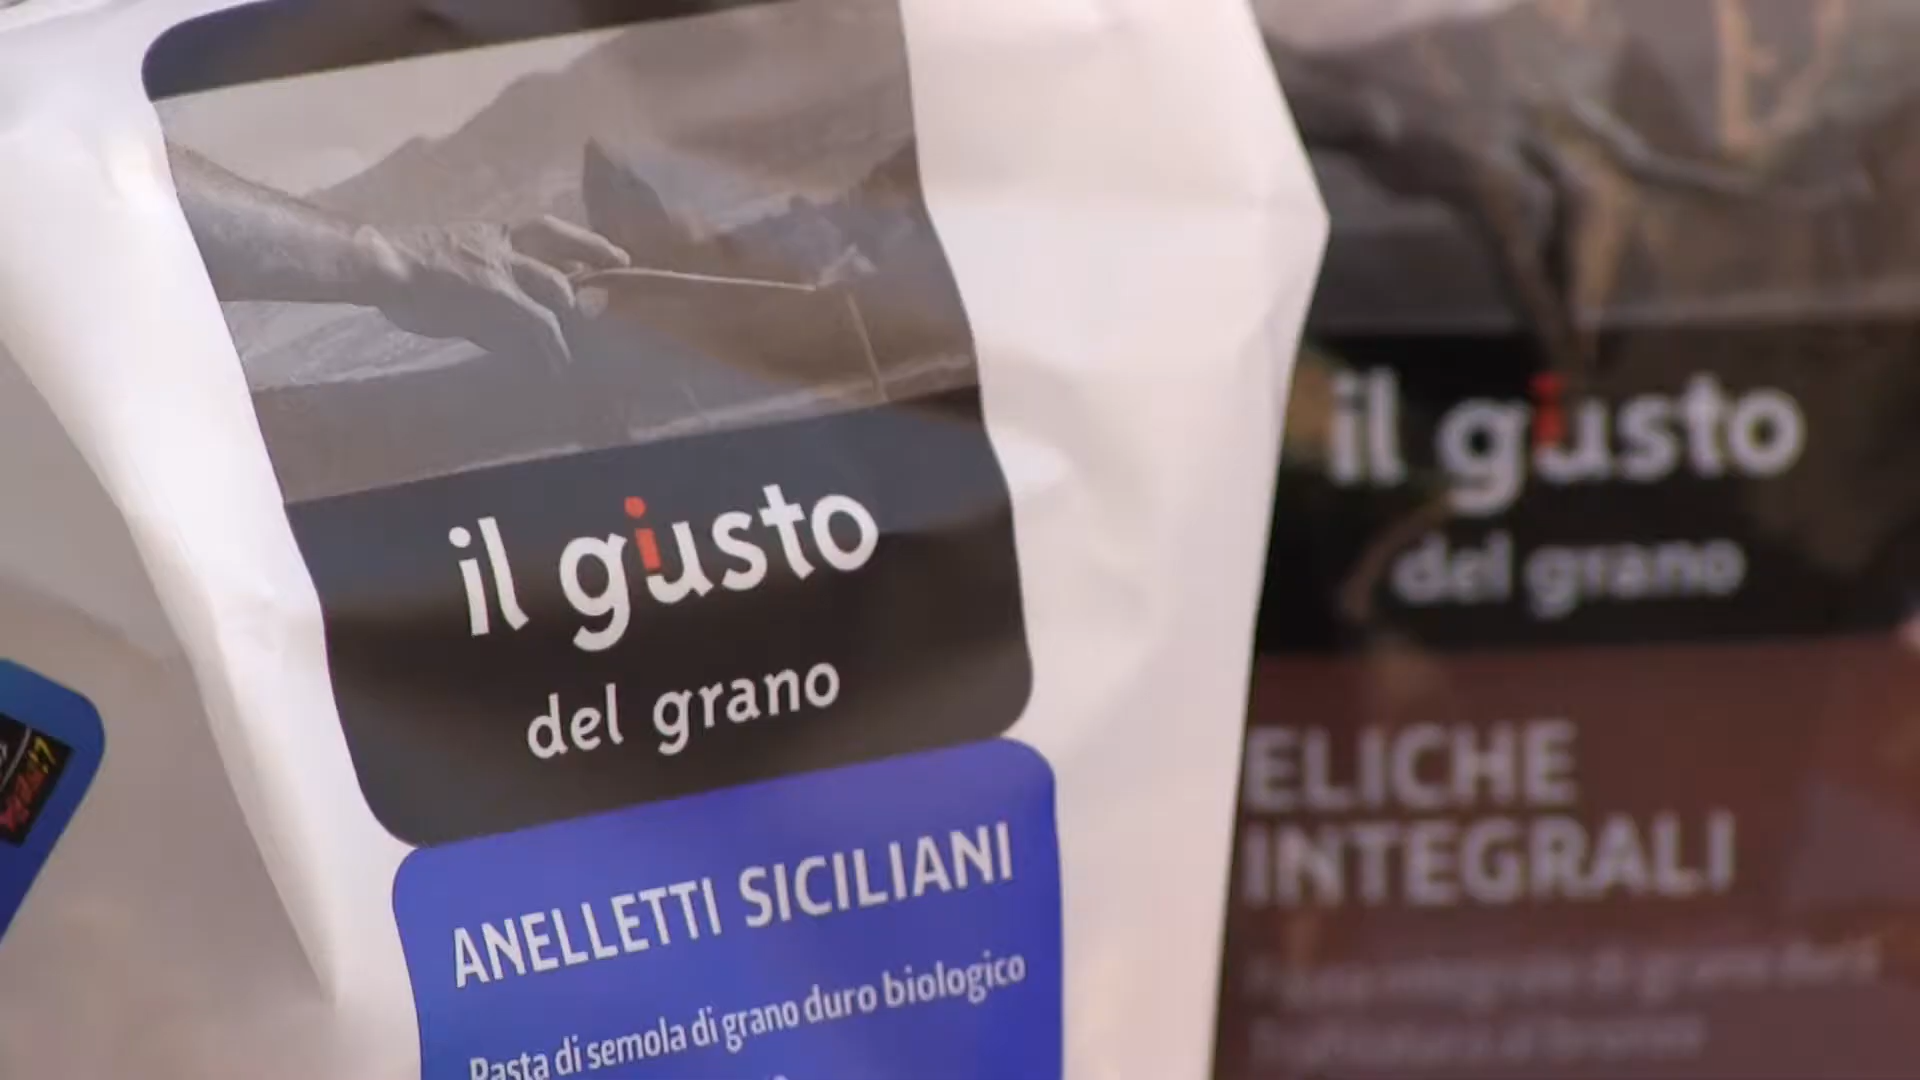 il giusto
del grano
ANELLETTI SICILIANI
Pasta di semola di grano duro biologico
il giusto
del grano
ELICHE
INTEGRALI